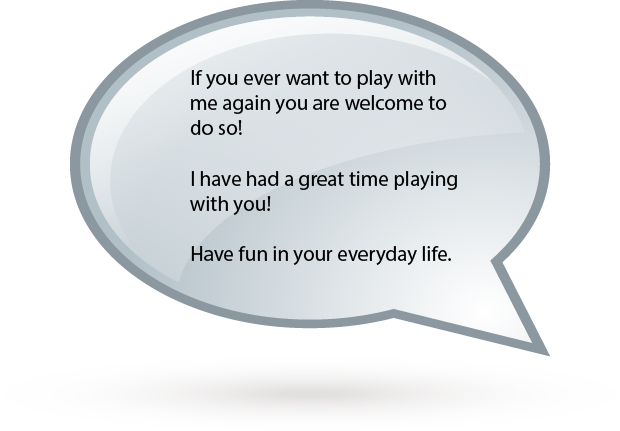 If you ever want to play with
me again you are welcome to
do so!
I have had a great time playing
with you!
Have fun in your everyday life.